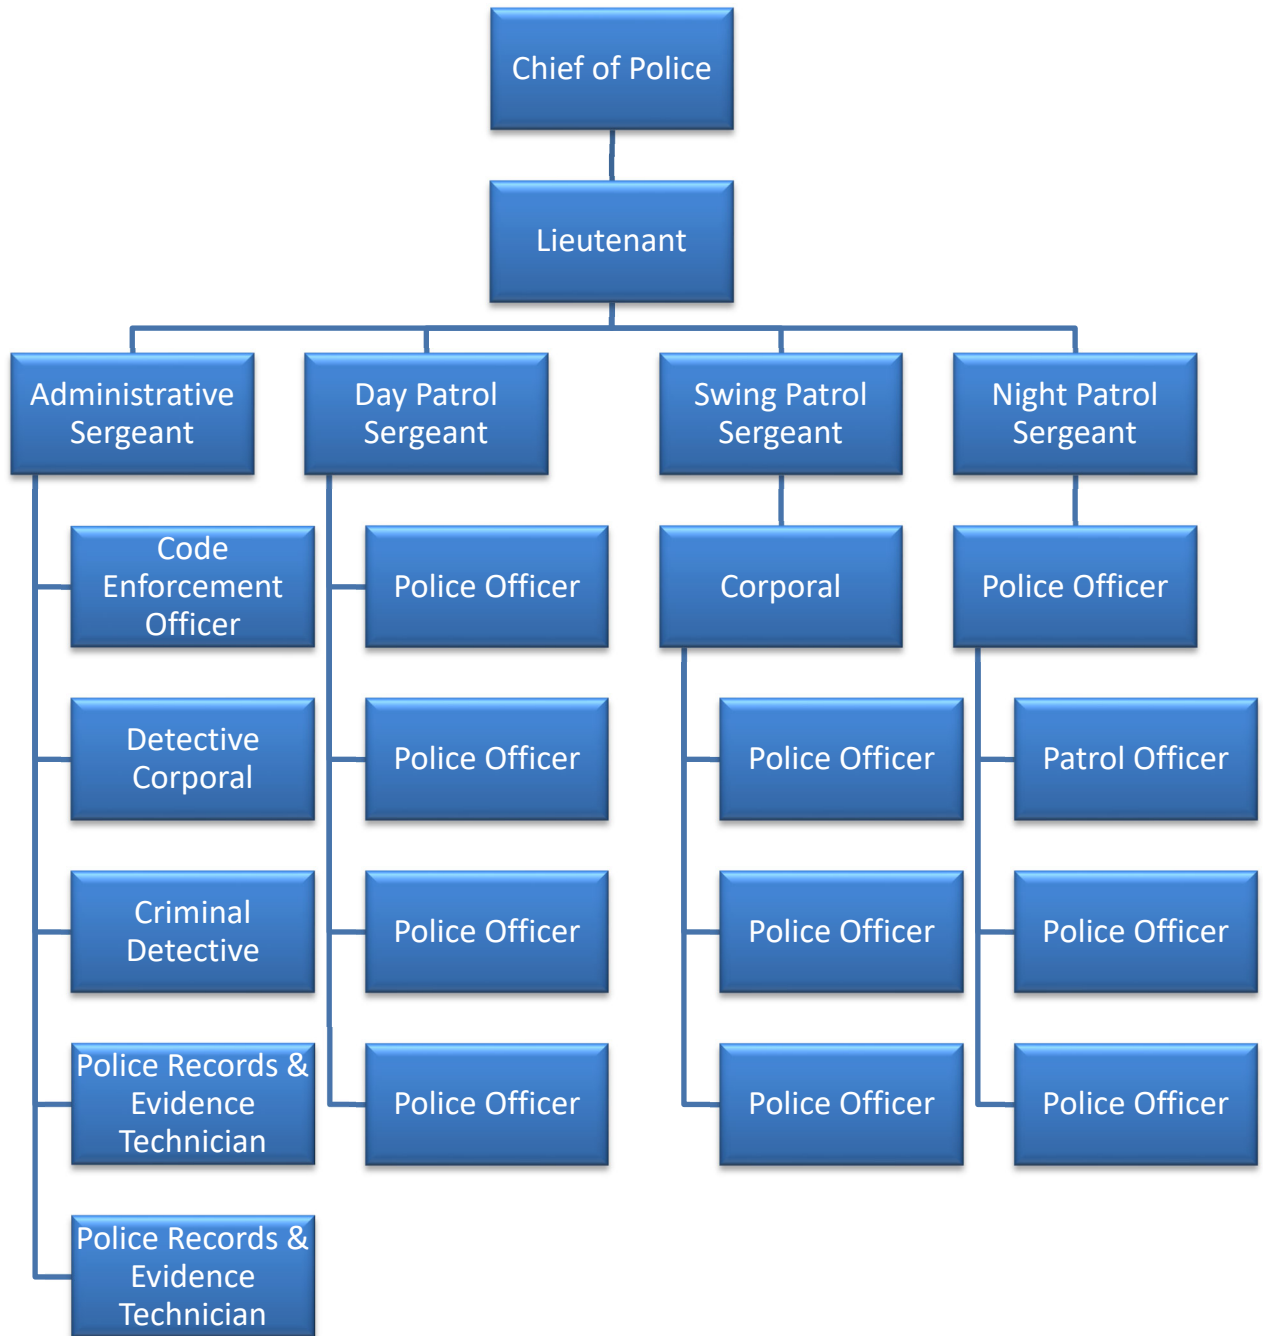 Chief of Police
Lieutenant
Administrative
Sergeant
Day Patrol
Sergeant
Swing Patrol
Sergeant
Night Patrol
Sergeant
Code
Enforcement
Officer
Police Officer
Corporal
Police Officer
Detective
Corporal
Police Officer
Police Officer
Patrol Officer
Criminal
Detective
Police Officer
Police Officer
Police Officer
Police Records &
Evidence
Technician
Police Officer
Police Officer
Police Officer
Police Records &
Evidence
Technician